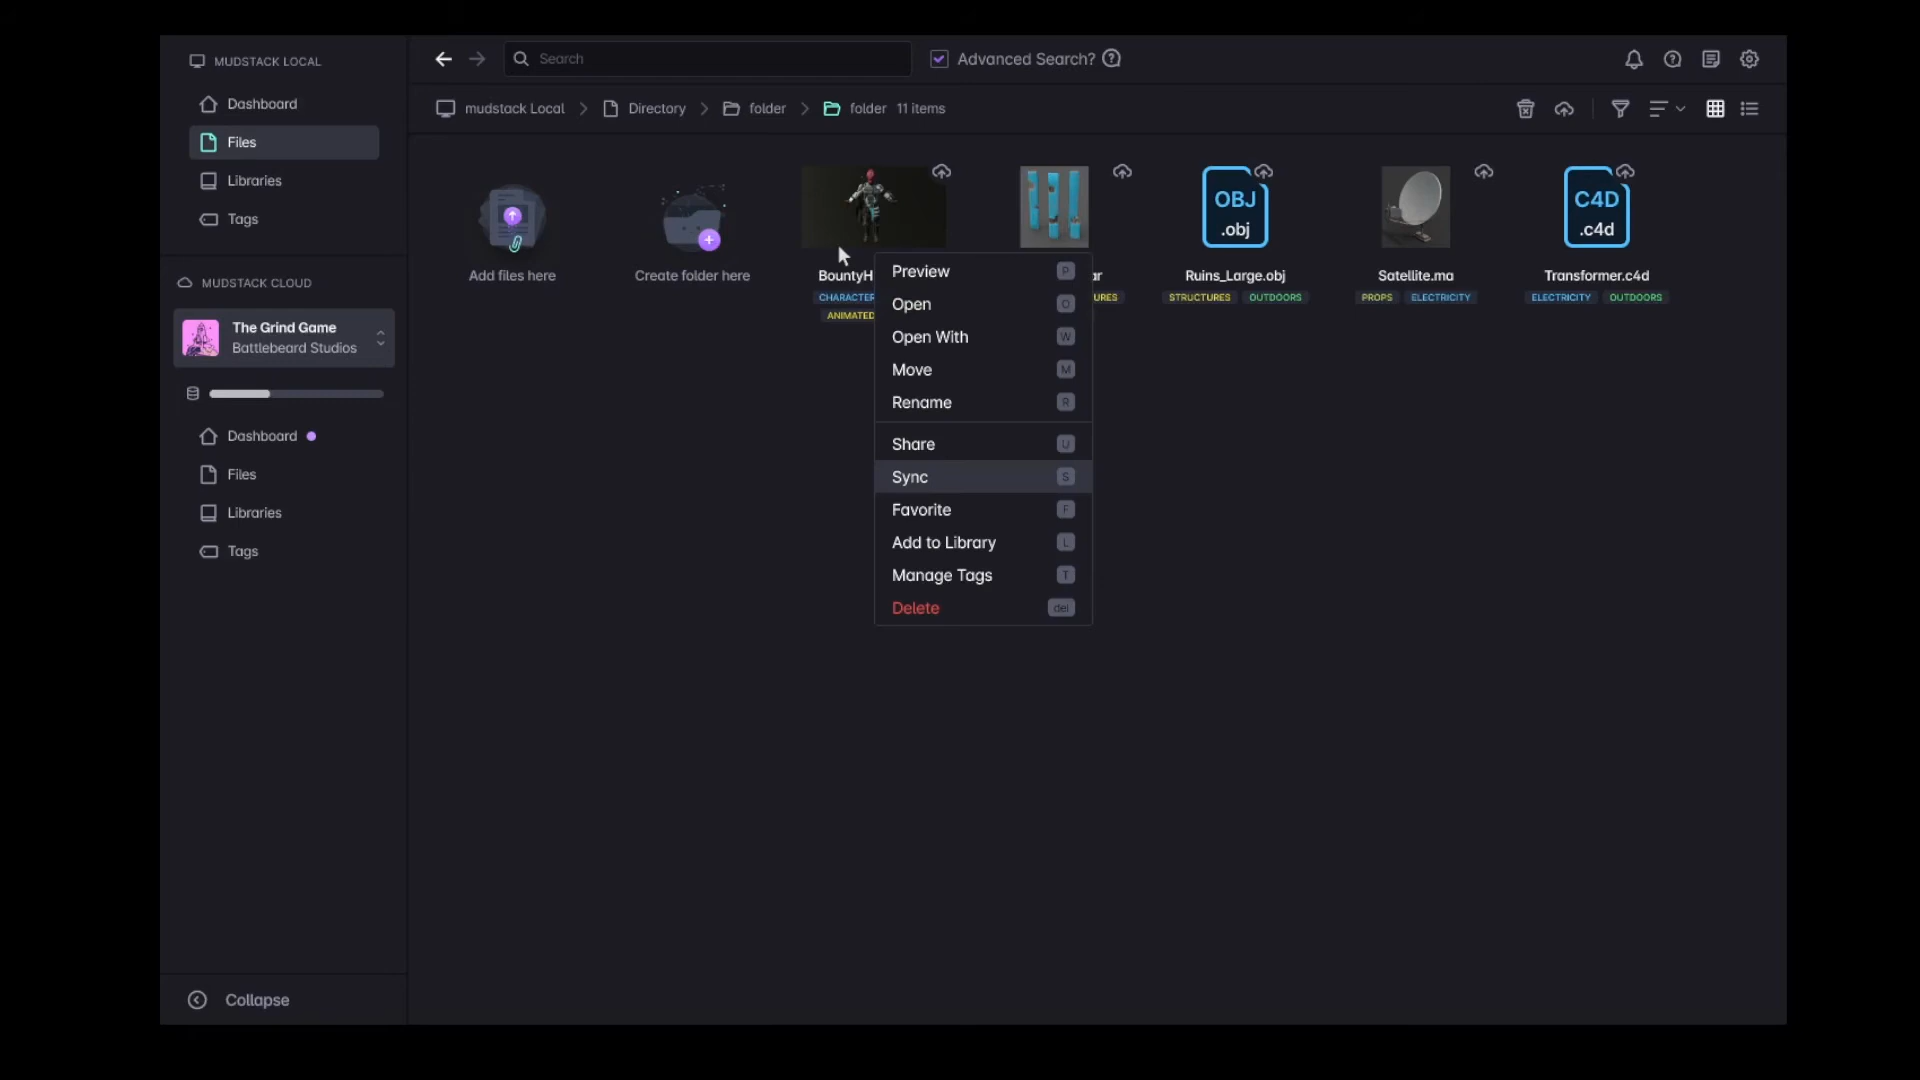 MUDSTACK LOCAL
Dashboard
Files
Libraries
Tags
MUDSTACK CLOUD
The Grind Game
Battlebeard Studios
Dashboard
Files
Libraries
Tags
Collapse
Search
Advanced Search?
mudstack Local
Directory
folder
folder 11 items
Add files here
Create folder here
BountyH
CHARACTER
ANIMATED
ar
URES
OBJ
.obj
Ruins_Large.obj
STRUCTURES OUTDOORS
Satellite.ma
PROPS ELECTRICITY
C4D
.c4d
Transformer.c4d
ELECTRICITY OUTDOORS
Preview P
Open O
Open With W
Move M
Rename R
Share U
Sync S
Favorite F
Add to Library L
Manage Tags T
Delete del